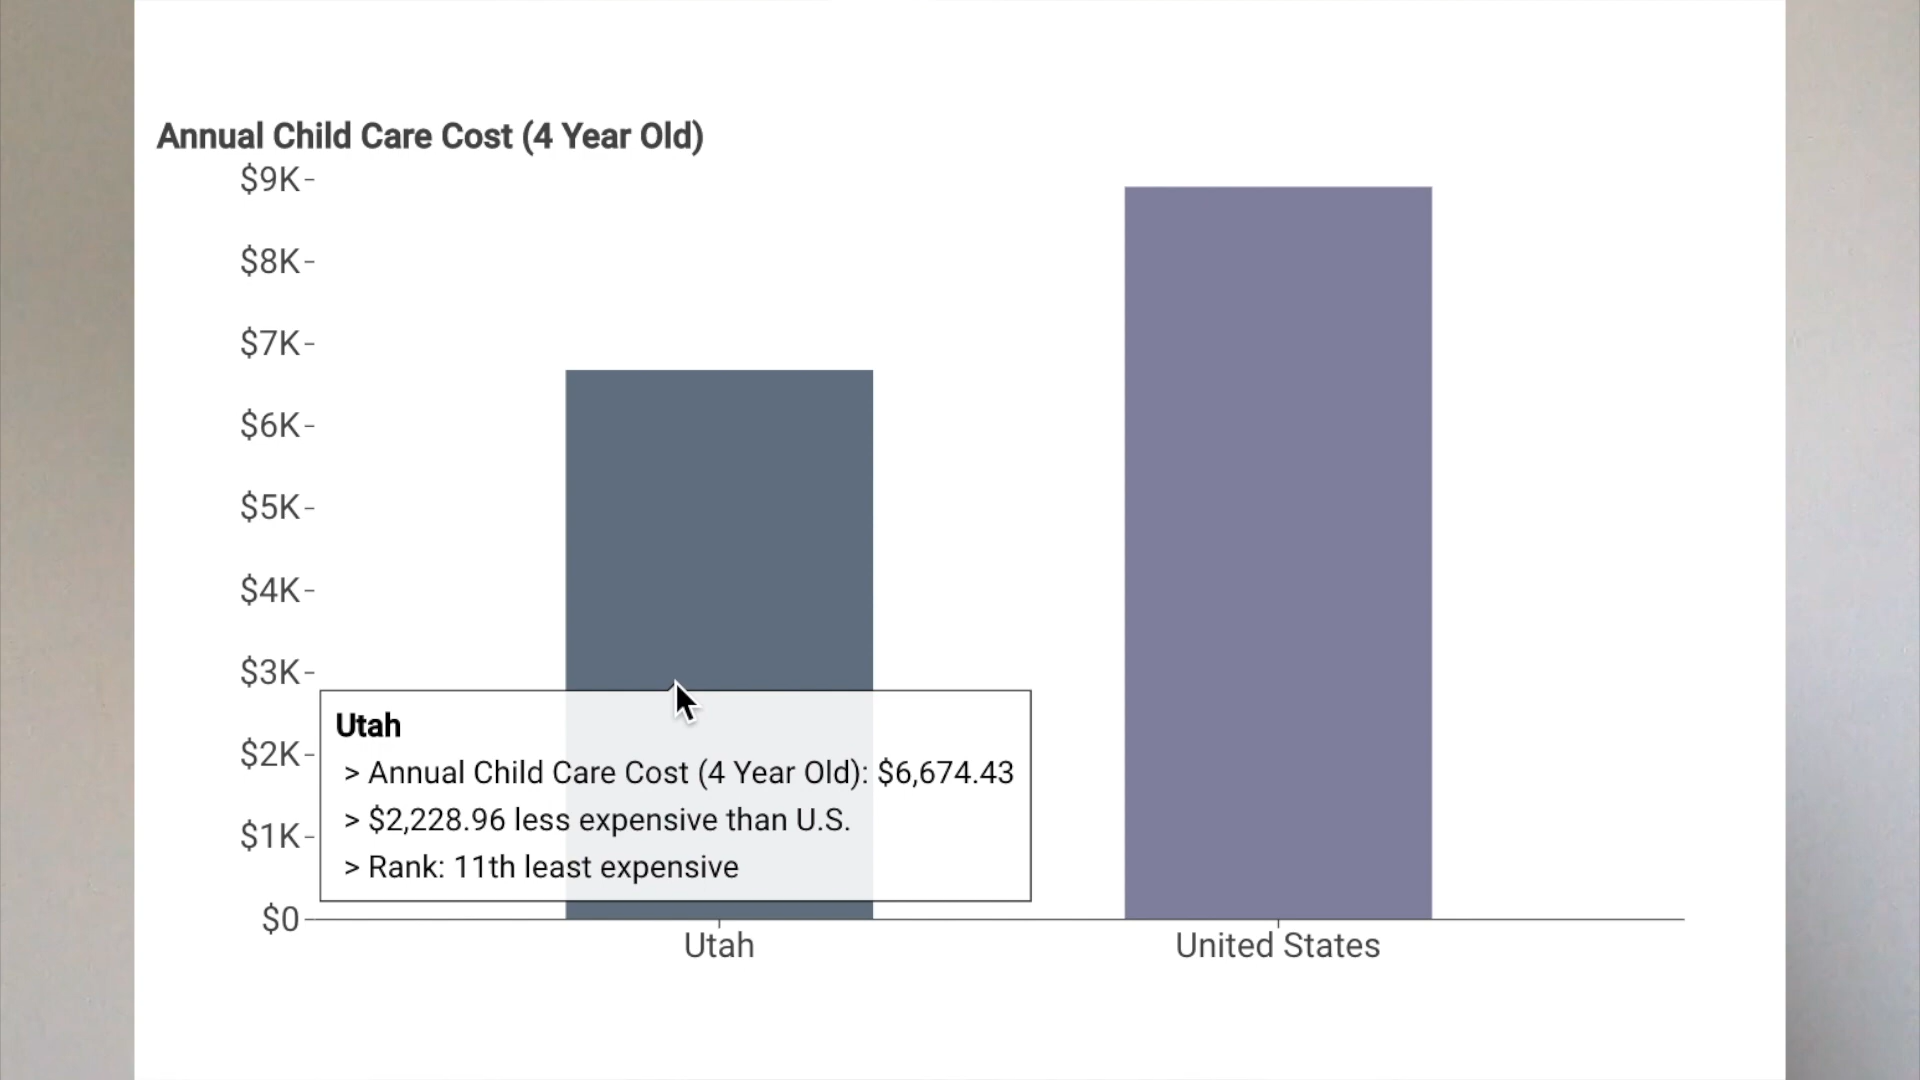 Annual Child Care Cost (4 Year Old)
$9K
$8K
$7K
$6K
$5K
$4K
$3K
$2K
$1K
$0
Utah
> Annual Child Care Cost (4 Year Old): $6,674.43
> $2,228.96 less expensive than U.S.
> Rank: 11th least expensive
Utah
United States